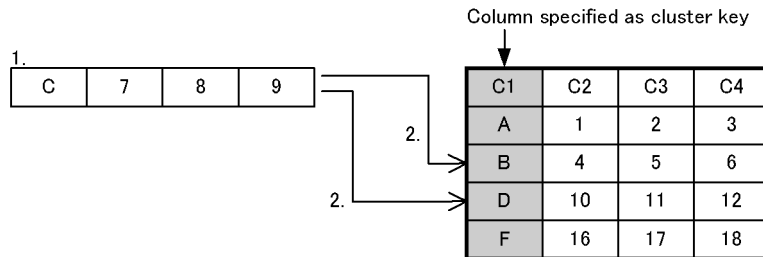 Column specified as cluster key
1.
C 7 8 9
C1 C2 C3 C4
A 1 2 3
2.
B 4 5 6
2.
D 10 11 12
F 16 17 18